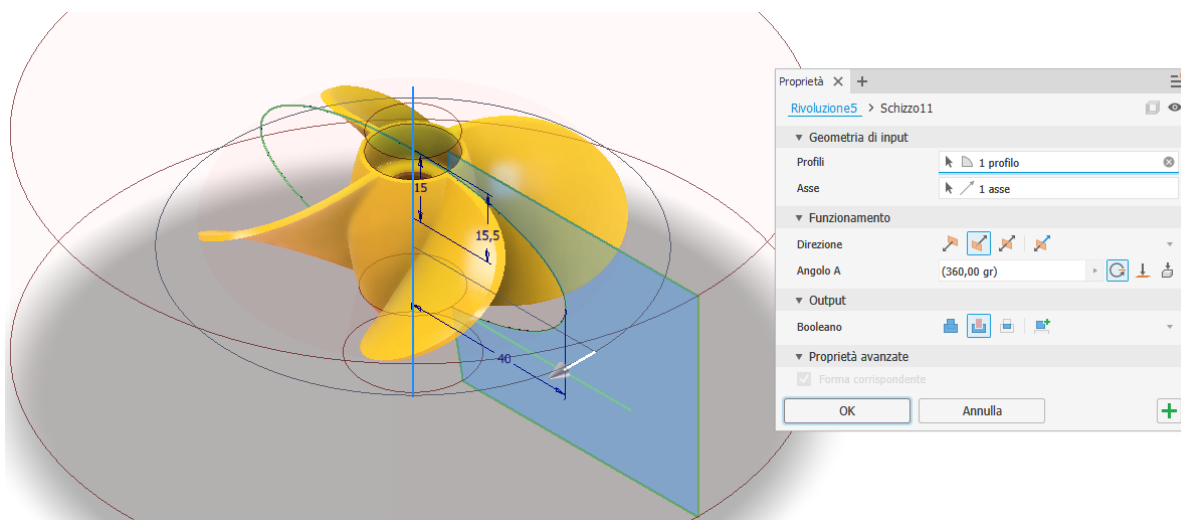 Proprietà
Rivoluzione5 > Schizzo11
Geometria di input
Profili 1 profilo
Asse 1 asse
Funzionamento
Direzione
Angolo A (360,00 gr)
Output
Booleano
Proprietà avanzate
Forma corrispondente
OK Annulla
15
15,5
40